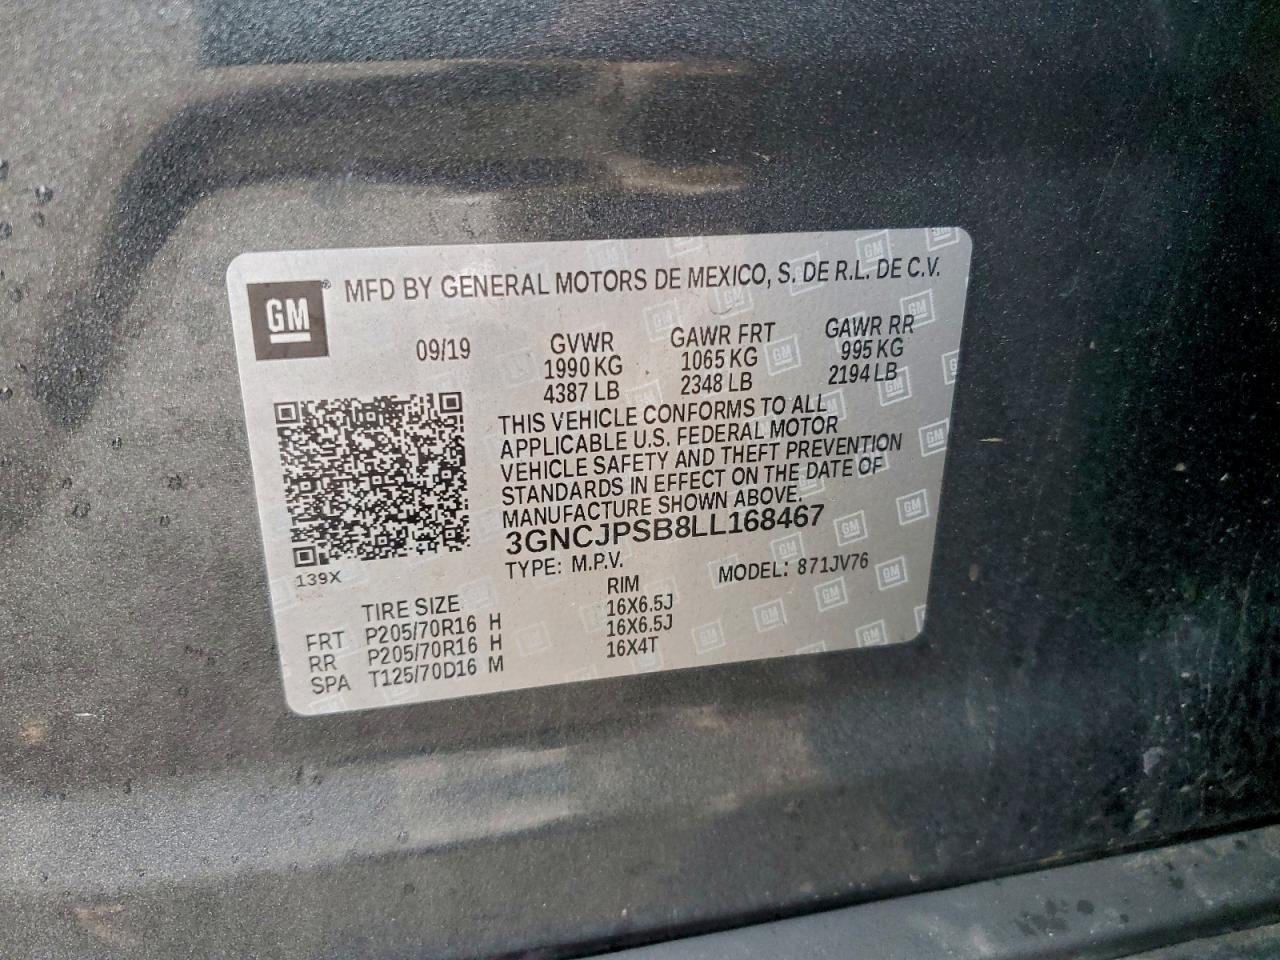 GM® MFD BY GENERAL MOTORS DE MEXICO, S. DE R.L. DE C.V.
09/19 GVWR GAWR FRT GAWR RR
1990 KG 1065 KG 995 KG
4387 LB 2348 LB 2194 LB
THIS VEHICLE CONFORMS TO ALL
APPLICABLE U.S. FEDERAL MOTOR
VEHICLE SAFETY AND THEFT PREVENTION
STANDARDS IN EFFECT ON THE DATE OF
MANUFACTURE SHOWN ABOVE.
3GNCJPSB8LL168467
139X
TYPE: M.P.V. MODEL: 871JV76
TIRE SIZE RIM
FRT P205/70R16 H 16X6.5J
RR P205/70R16 H 16X6.5J
SPA T125/70D16 M 16X4T